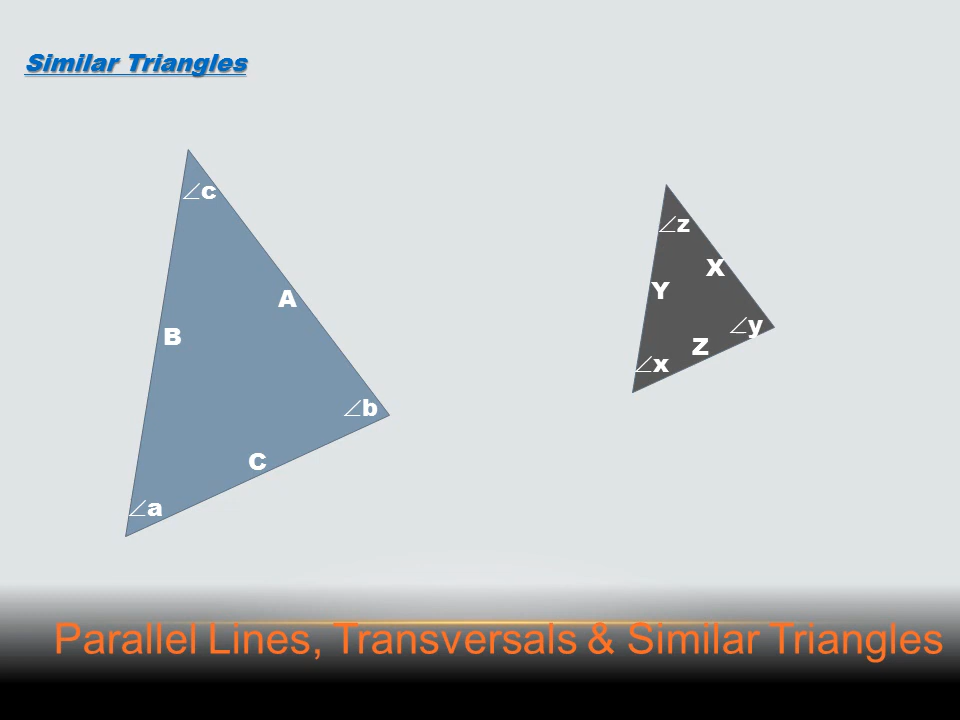 Similar Triangles
∠c
A
B
∠b
C
∠a
∠z
X
Y
∠y
Z
∠x
Parallel Lines, Transversals & Similar Triangles